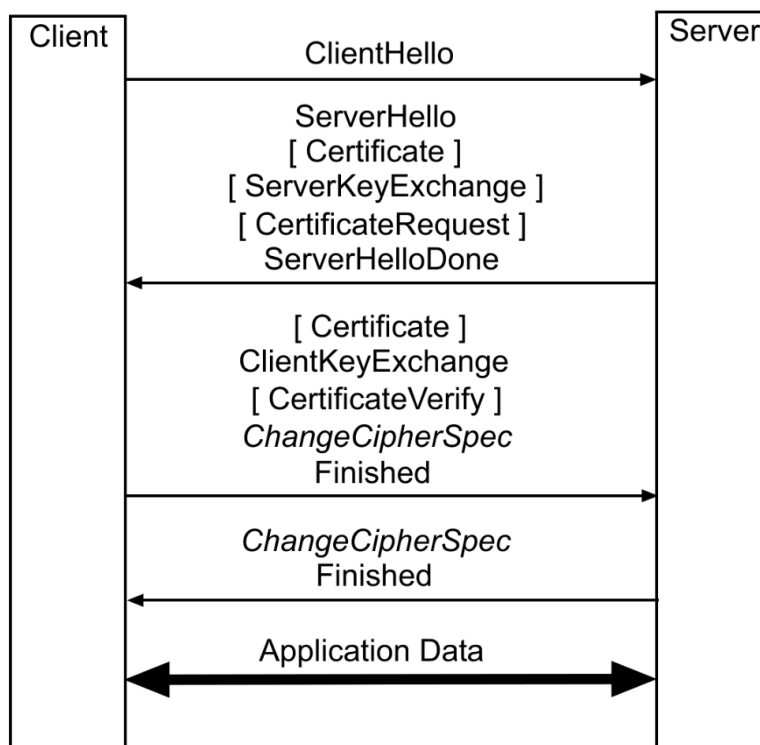 Client
Server
ClientHello
ServerHello
[ Certificate ]
[ ServerKeyExchange ]
[ CertificateRequest ]
ServerHelloDone
[ Certificate ]
ClientKeyExchange
[ CertificateVerify ]
ChangeCipherSpec
Finished
ChangeCipherSpec
Finished
Application Data